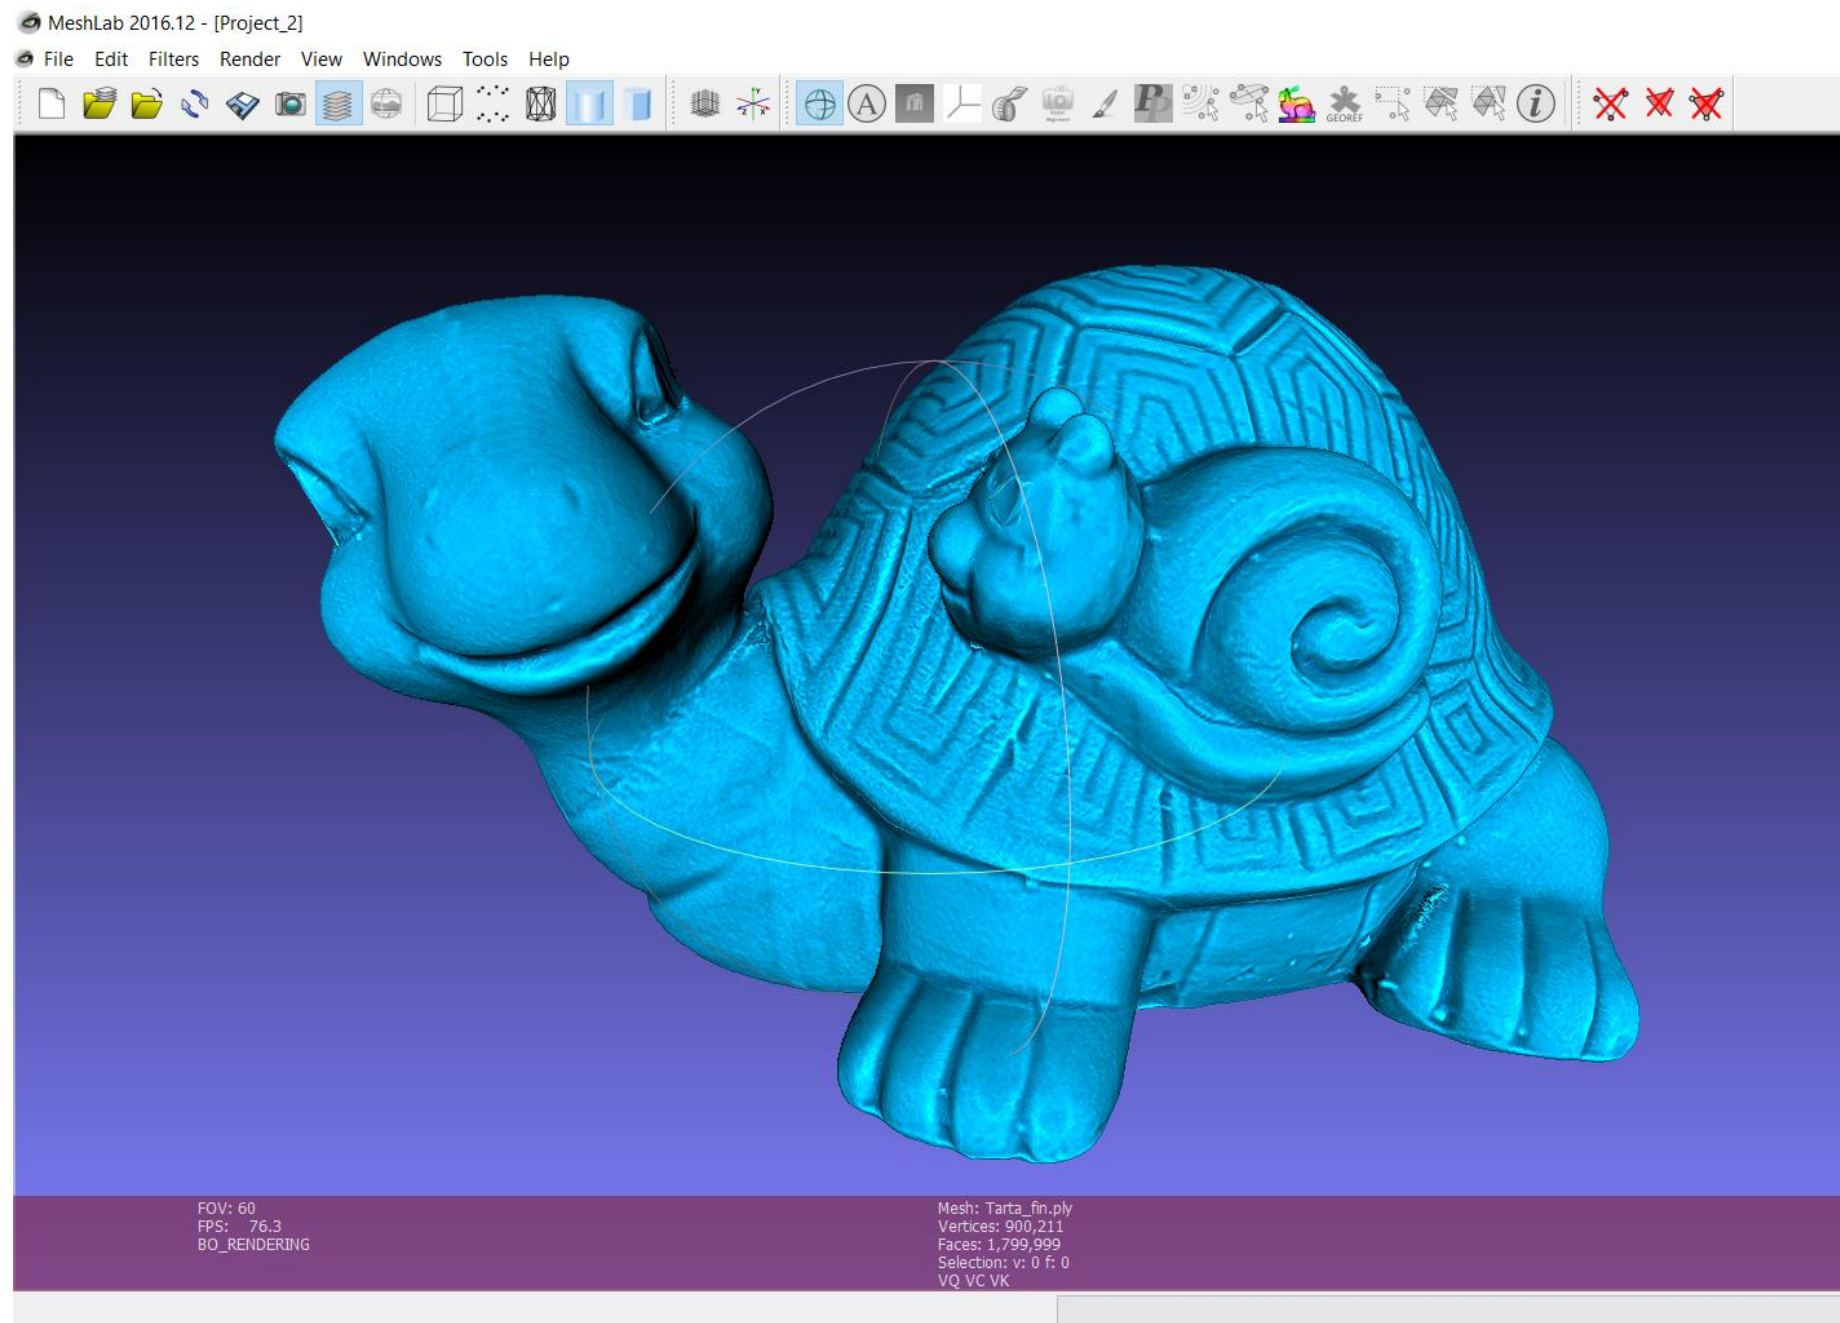 MeshLab 2016.12 - [Project_2]
File Edit Filters Render View Windows Tools Help
A
GEOREF
i
FOV: 60
FPS: 76.3
BO_RENDERING
Mesh: Tarta_fin.ply
Vertices: 900,211
Faces: 1,799,999
Selection: v: 0 f: 0
VQ VC VK